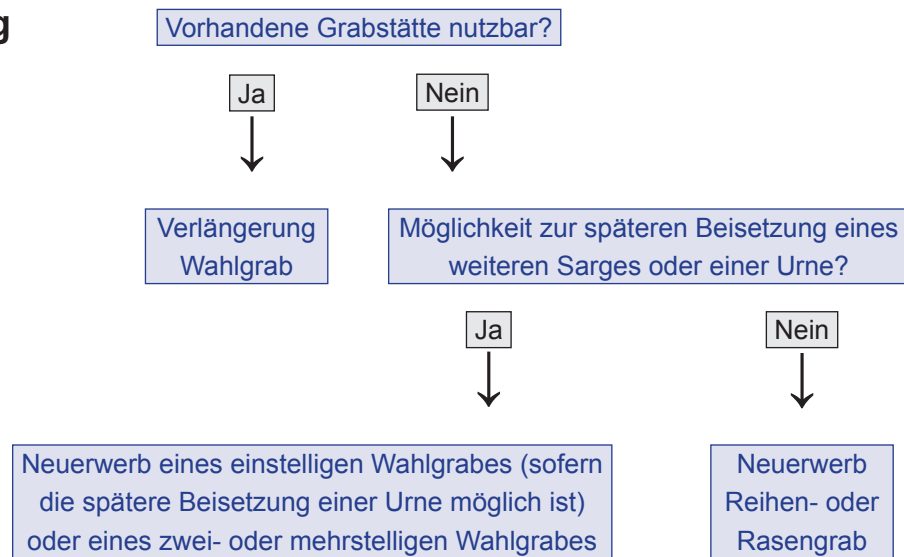 g
Vorhandene Grabstätte nutzbar?
Ja
Nein
Verlängerung
Wahlgrab
Möglichkeit zur späteren Beisetzung eines
weiteren Sarges oder einer Urne?
Ja
Nein
Neuerwerb eines einstelligen Wahlgrabes (sofern
die spätere Beisetzung einer Urne möglich ist)
oder eines zwei- oder mehrstelligen Wahlgrabes
Neuerwerb
Reihen- oder
Rasengrab